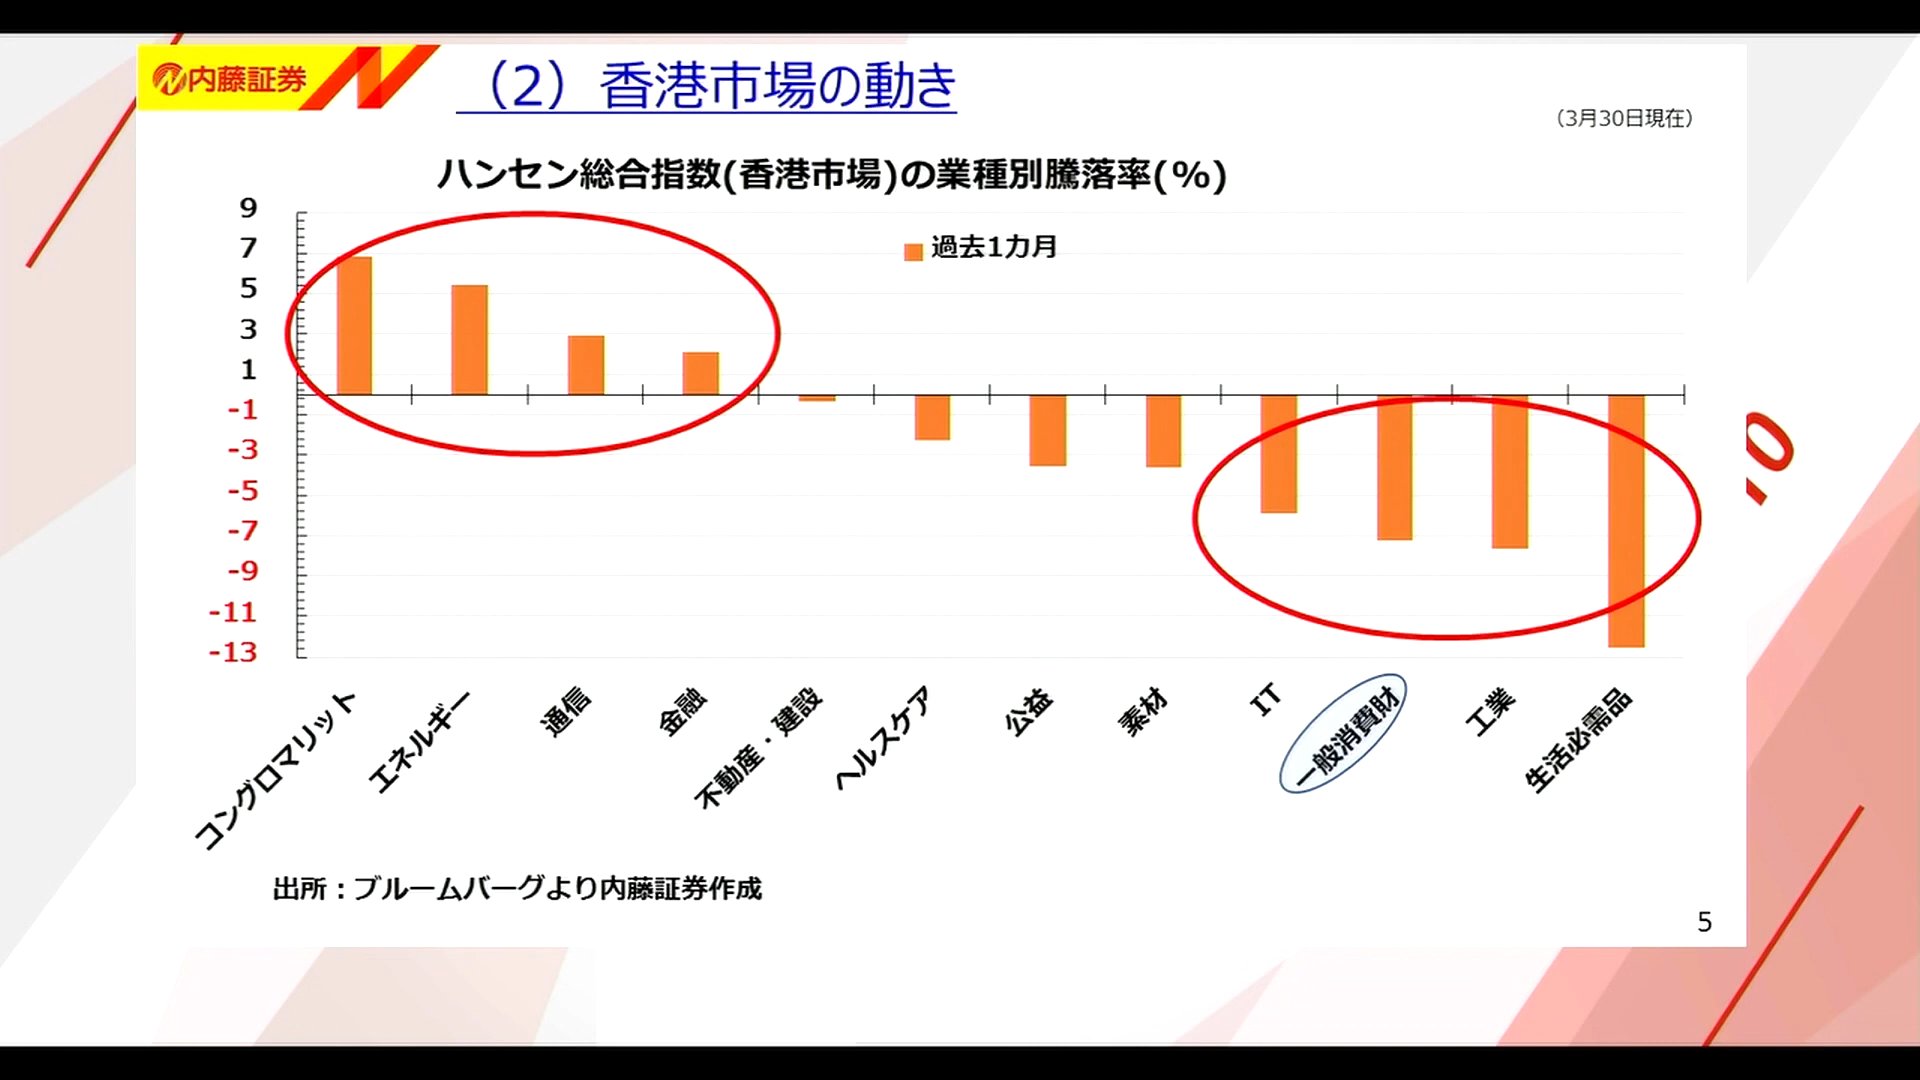 内藤証券
（2）香港市場の動き
（3月30日現在）
ハンセン総合指数(香港市場)の業種別騰落率(%)
過去1カ月
9
7
5
3
1
-1
-3
-5
-7
-9
-11
-13
コングロマリット
エネルギー
通信
金融
不動産・建設
ヘルスケア
公益
素材
IT
一般消費財
工業
生活必需品
出所：ブルームバーグより内藤証券作成
5